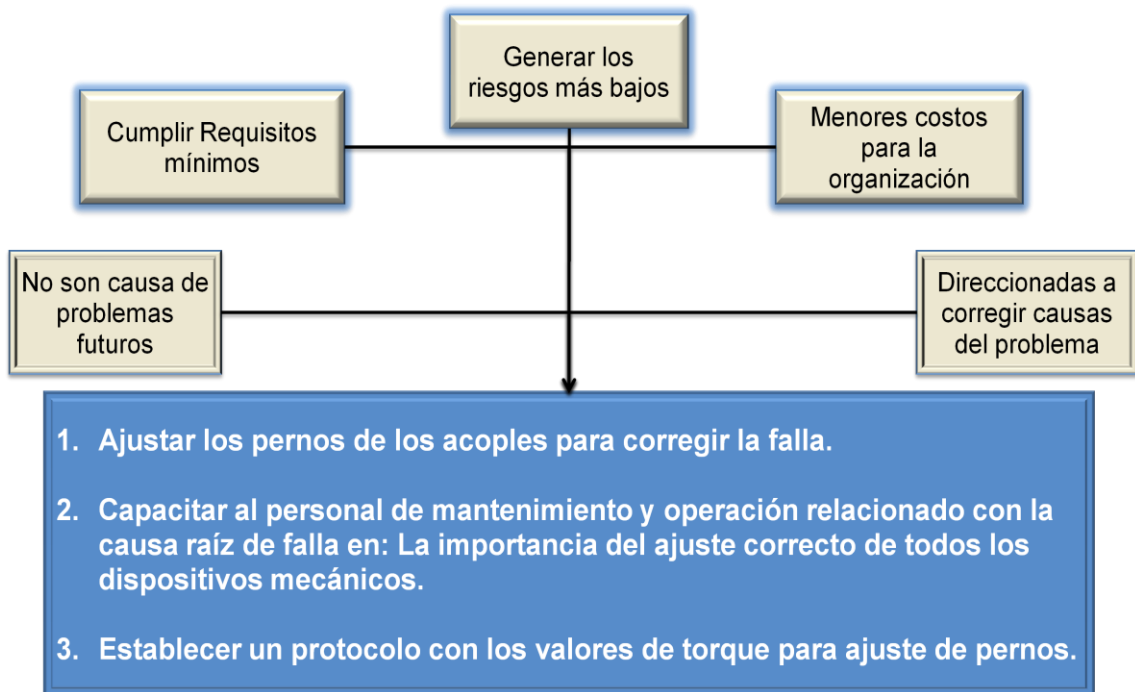 Generar los
riesgos más bajos
Cumplir Requisitos
mínimos
Menores costos
para la
organización
No son causa de
problemas
futuros
Direccionadas a
corregir causas
del problema
1. Ajustar los pernos de los acoples para corregir la falla.
2. Capacitar al personal de mantenimiento y operación relacionado con la
causa raíz de falla en: La importancia del ajuste correcto de todos los
dispositivos mecánicos.
3. Establecer un protocolo con los valores de torque para ajuste de pernos.